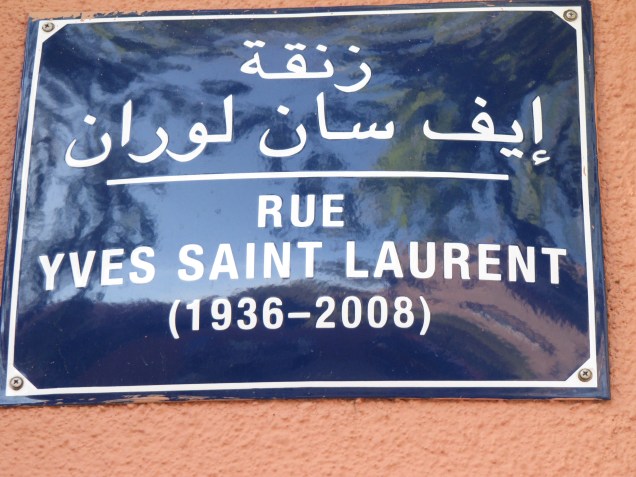 زنقة
إيف سان لوران
RUE
YVES SAINT LAURENT
(1936–2008)